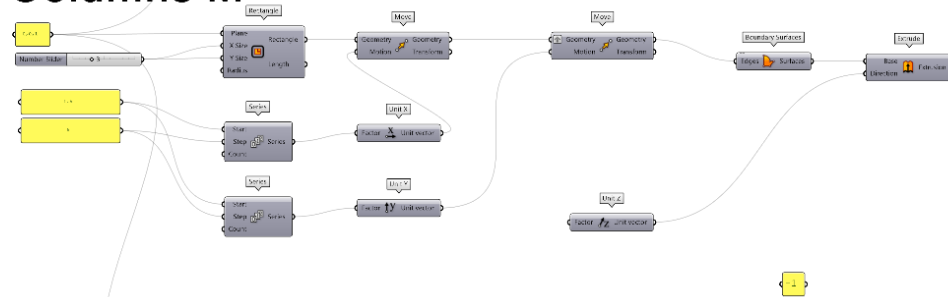 Rectangle
Move
Move
Plane
X Size
Y Size
Radius
Rectangle
Length
Geometry
Motion
Geometry
Transform
Geometry
Motion
Geometry
Transform
Boundary Surfaces
Edges
Surfaces
Extrude
Base
Direction
Extrusion
Number Slider
Series
Start
Step
Count
Series
Unit X
Factor
Unit vector
Series
Start
Step
Count
Series
Unit Y
Factor
Unit vector
Unit Z
Factor
Unit vector
-1